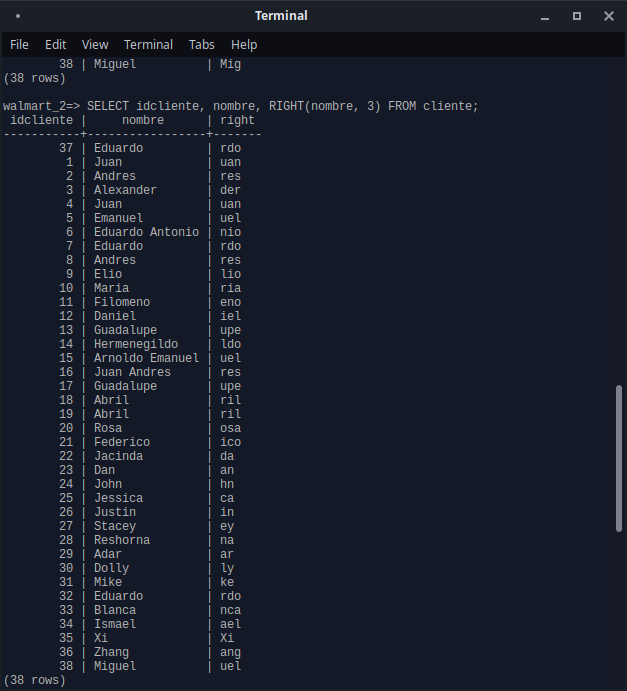 Terminal
File Edit View Terminal Tabs Help
        38 | Miguel          | Mig
(38 rows)
walmart_2=> SELECT idcliente, nombre, RIGHT(nombre, 3) FROM cliente;
 idcliente |     nombre      | right
-----------+-----------------+-------
        37 | Eduardo         | rdo
         1 | Juan            | uan
         2 | Andres          | res
         3 | Alexander       | der
         4 | Juan            | uan
         5 | Emanuel         | uel
         6 | Eduardo Antonio | nio
         7 | Eduardo         | rdo
         8 | Andres          | res
         9 | Elio            | lio
        10 | Maria           | ria
        11 | Filomeno        | eno
        12 | Daniel          | iel
        13 | Guadalupe       | upe
        14 | Hermenegildo    | ldo
        15 | Arnoldo Emanuel | uel
        16 | Juan Andres     | res
        17 | Guadalupe       | upe
        18 | Abril           | ril
        19 | Abril           | ril
        20 | Rosa            | osa
        21 | Federico        | ico
        22 | Jacinda         | da
        23 | Dan             | an
        24 | John            | hn
        25 | Jessica         | ca
        26 | Justin          | in
        27 | Stacey          | ey
        28 | Reshorna        | na
        29 | Adar            | ar
        30 | Dolly           | ly
        31 | Mike            | ke
        32 | Eduardo         | rdo
        33 | Blanca          | nca
        34 | Ismael          | ael
        35 | Xi              | Xi
        36 | Zhang           | ang
        38 | Miguel          | uel
(38 rows)